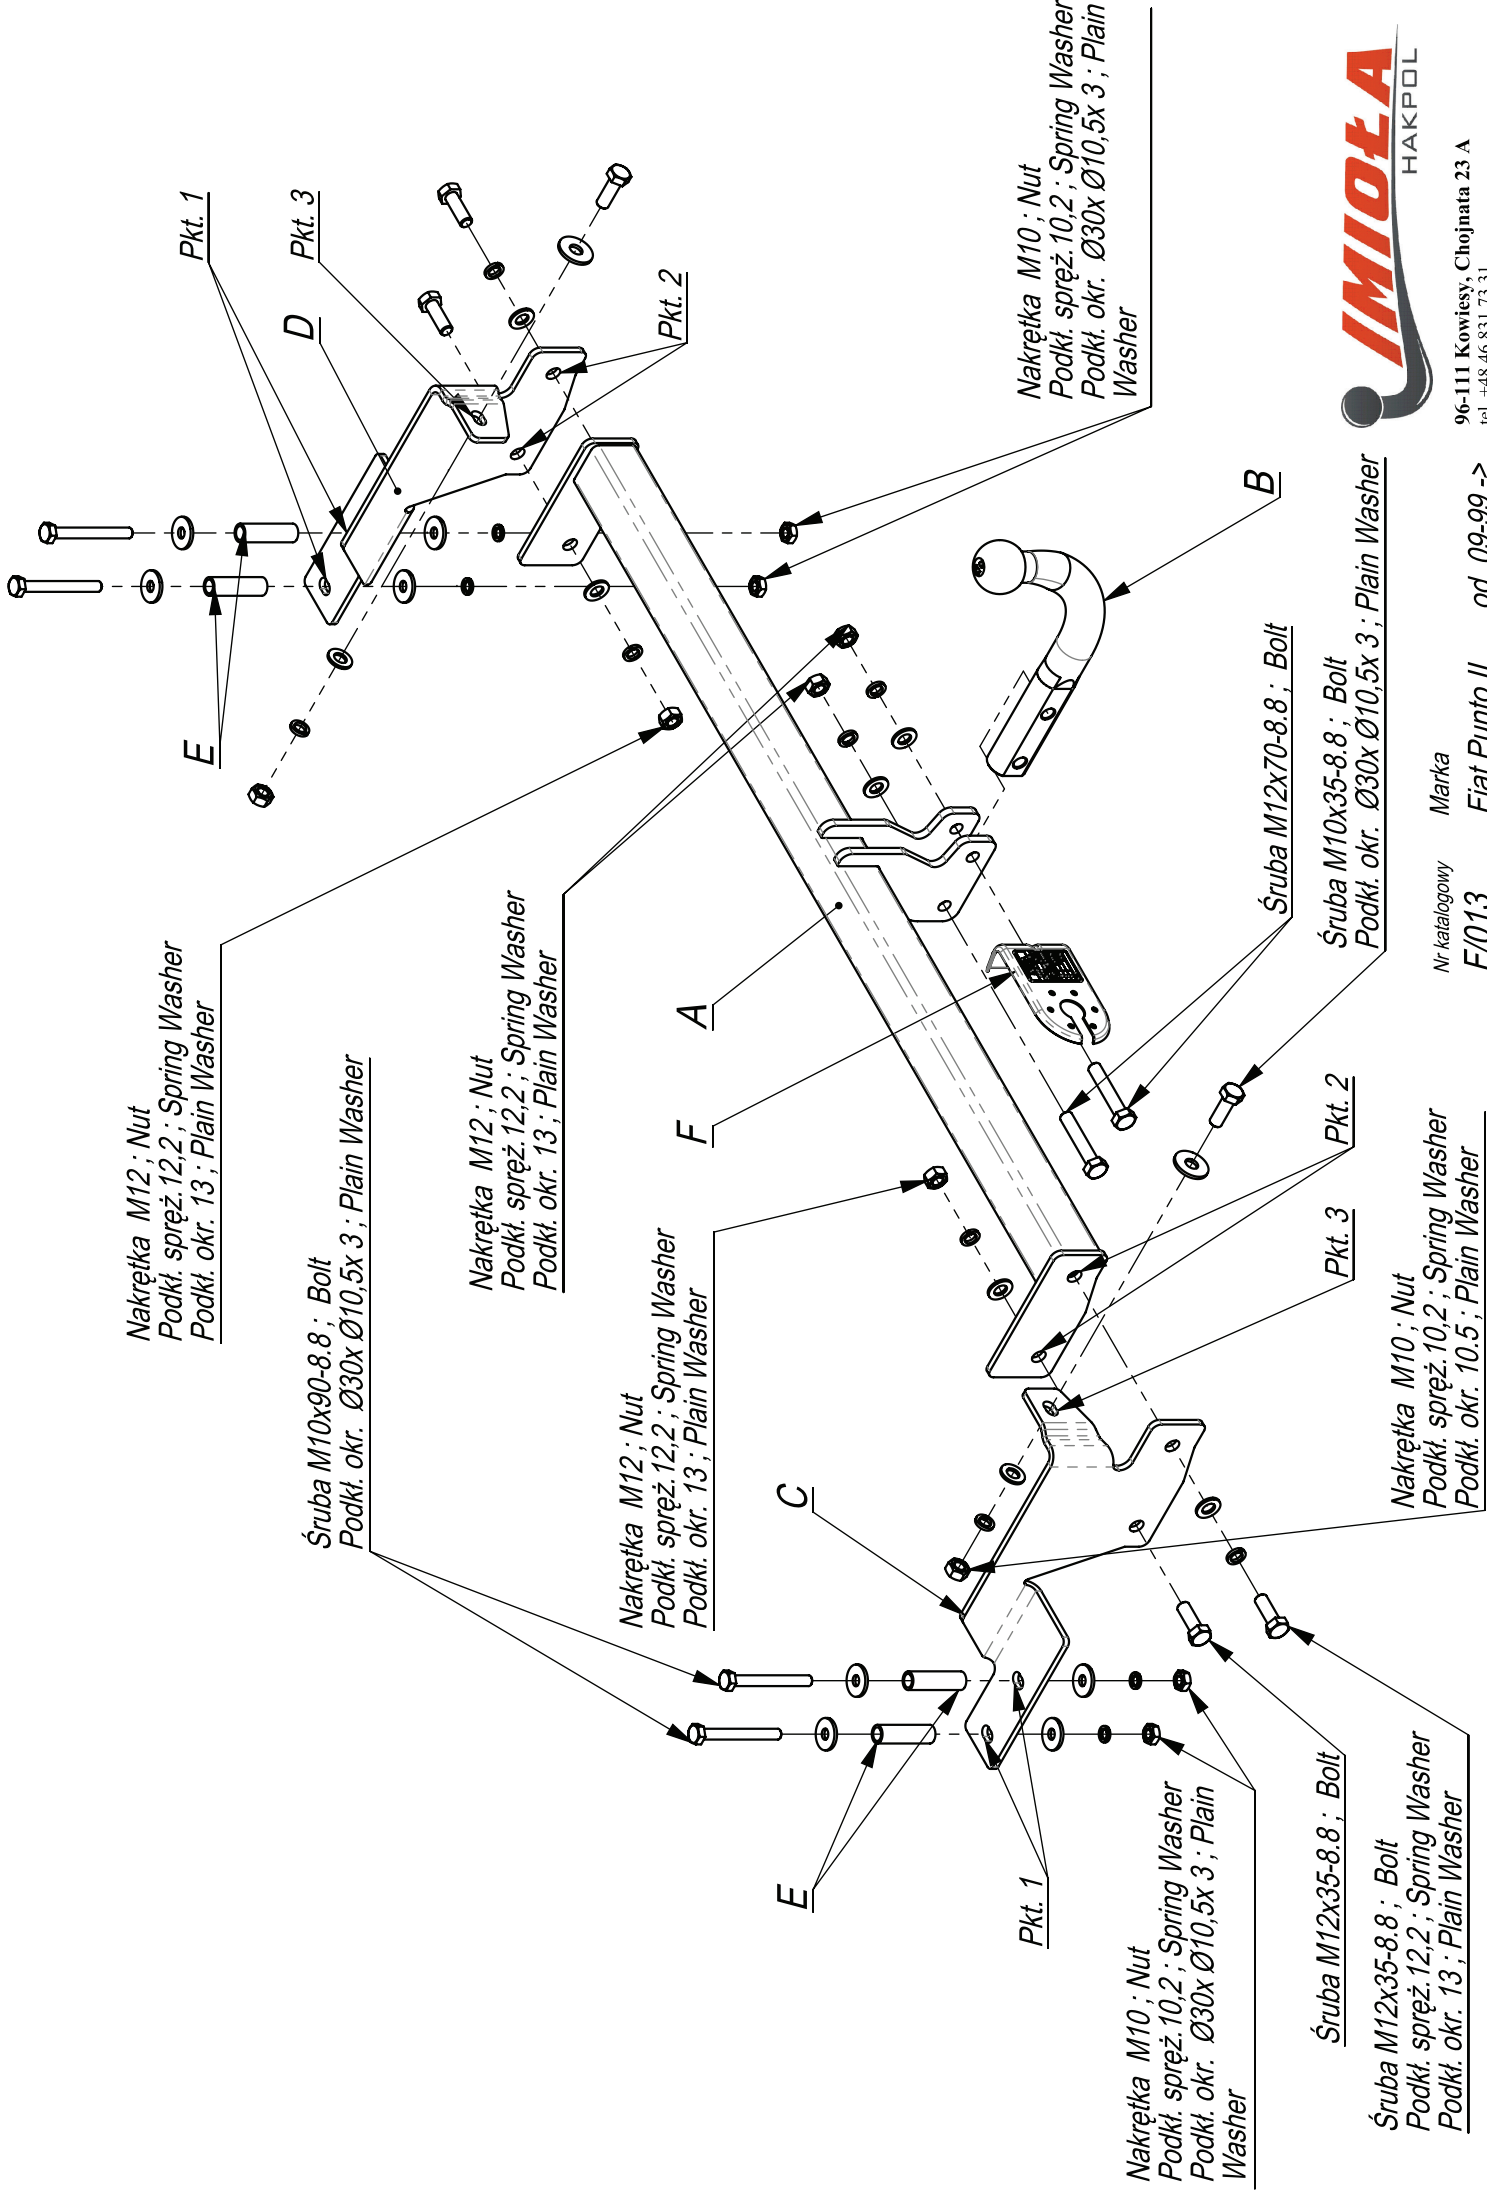 Nakrętka M12 ; Nut
Podkł. spręż.12,2 ; Spring Washer
Podkł. okr. 13 ; Plain Washer
Śruba M10x90-8.8 ; Bolt
Podkł. okr. Ø30x Ø10,5x 3 ; Plain Washer
Nakrętka M12 ; Nut
Podkł. spręż.12,2 ; Spring Washer
Podkł. okr. 13 ; Plain Washer
Nakrętka M12 ; Nut
Podkł. spręż.12,2 ; Spring Washer
Podkł. okr. 13 ; Plain Washer
E
Pkt. 1
D
Pkt. 3
Pkt. 2
Nakrętka M10 ; Nut
Podkł. spręż.10,2 ; Spring Washer
Podkł. okr. Ø30x Ø10,5x 3 ; Plain
Washer
A
F
B
C
E
Pkt. 1
Pkt. 2
Pkt. 3
Śruba M12x70-8.8 ; Bolt
Śruba M10x35-8.8 ; Bolt
Podkł. okr. Ø30x Ø10,5x 3 ; Plain Washer
Nakrętka M10 ; Nut
Podkł. spręż.10,2 ; Spring Washer
Podkł. okr. Ø30x Ø10,5x 3 ; Plain
Washer
Śruba M12x35-8.8 ; Bolt
Śruba M12x35-8.8 ; Bolt
Podkł. spręż.12,2 ; Spring Washer
Podkł. okr. 13 ; Plain Washer
Nakrętka M10 ; Nut
Podkł. spręż.10,2 ; Spring Washer
Podkł. okr. 10.5 ; Plain Washer
Nr katalogowy Marka
F/013 Fiat Punto II od 09-99 ->
IMIOŁA
HAKPOL
96-111 Kowiesy, Chojnata 23 A
tel. +48 46 831 73 31